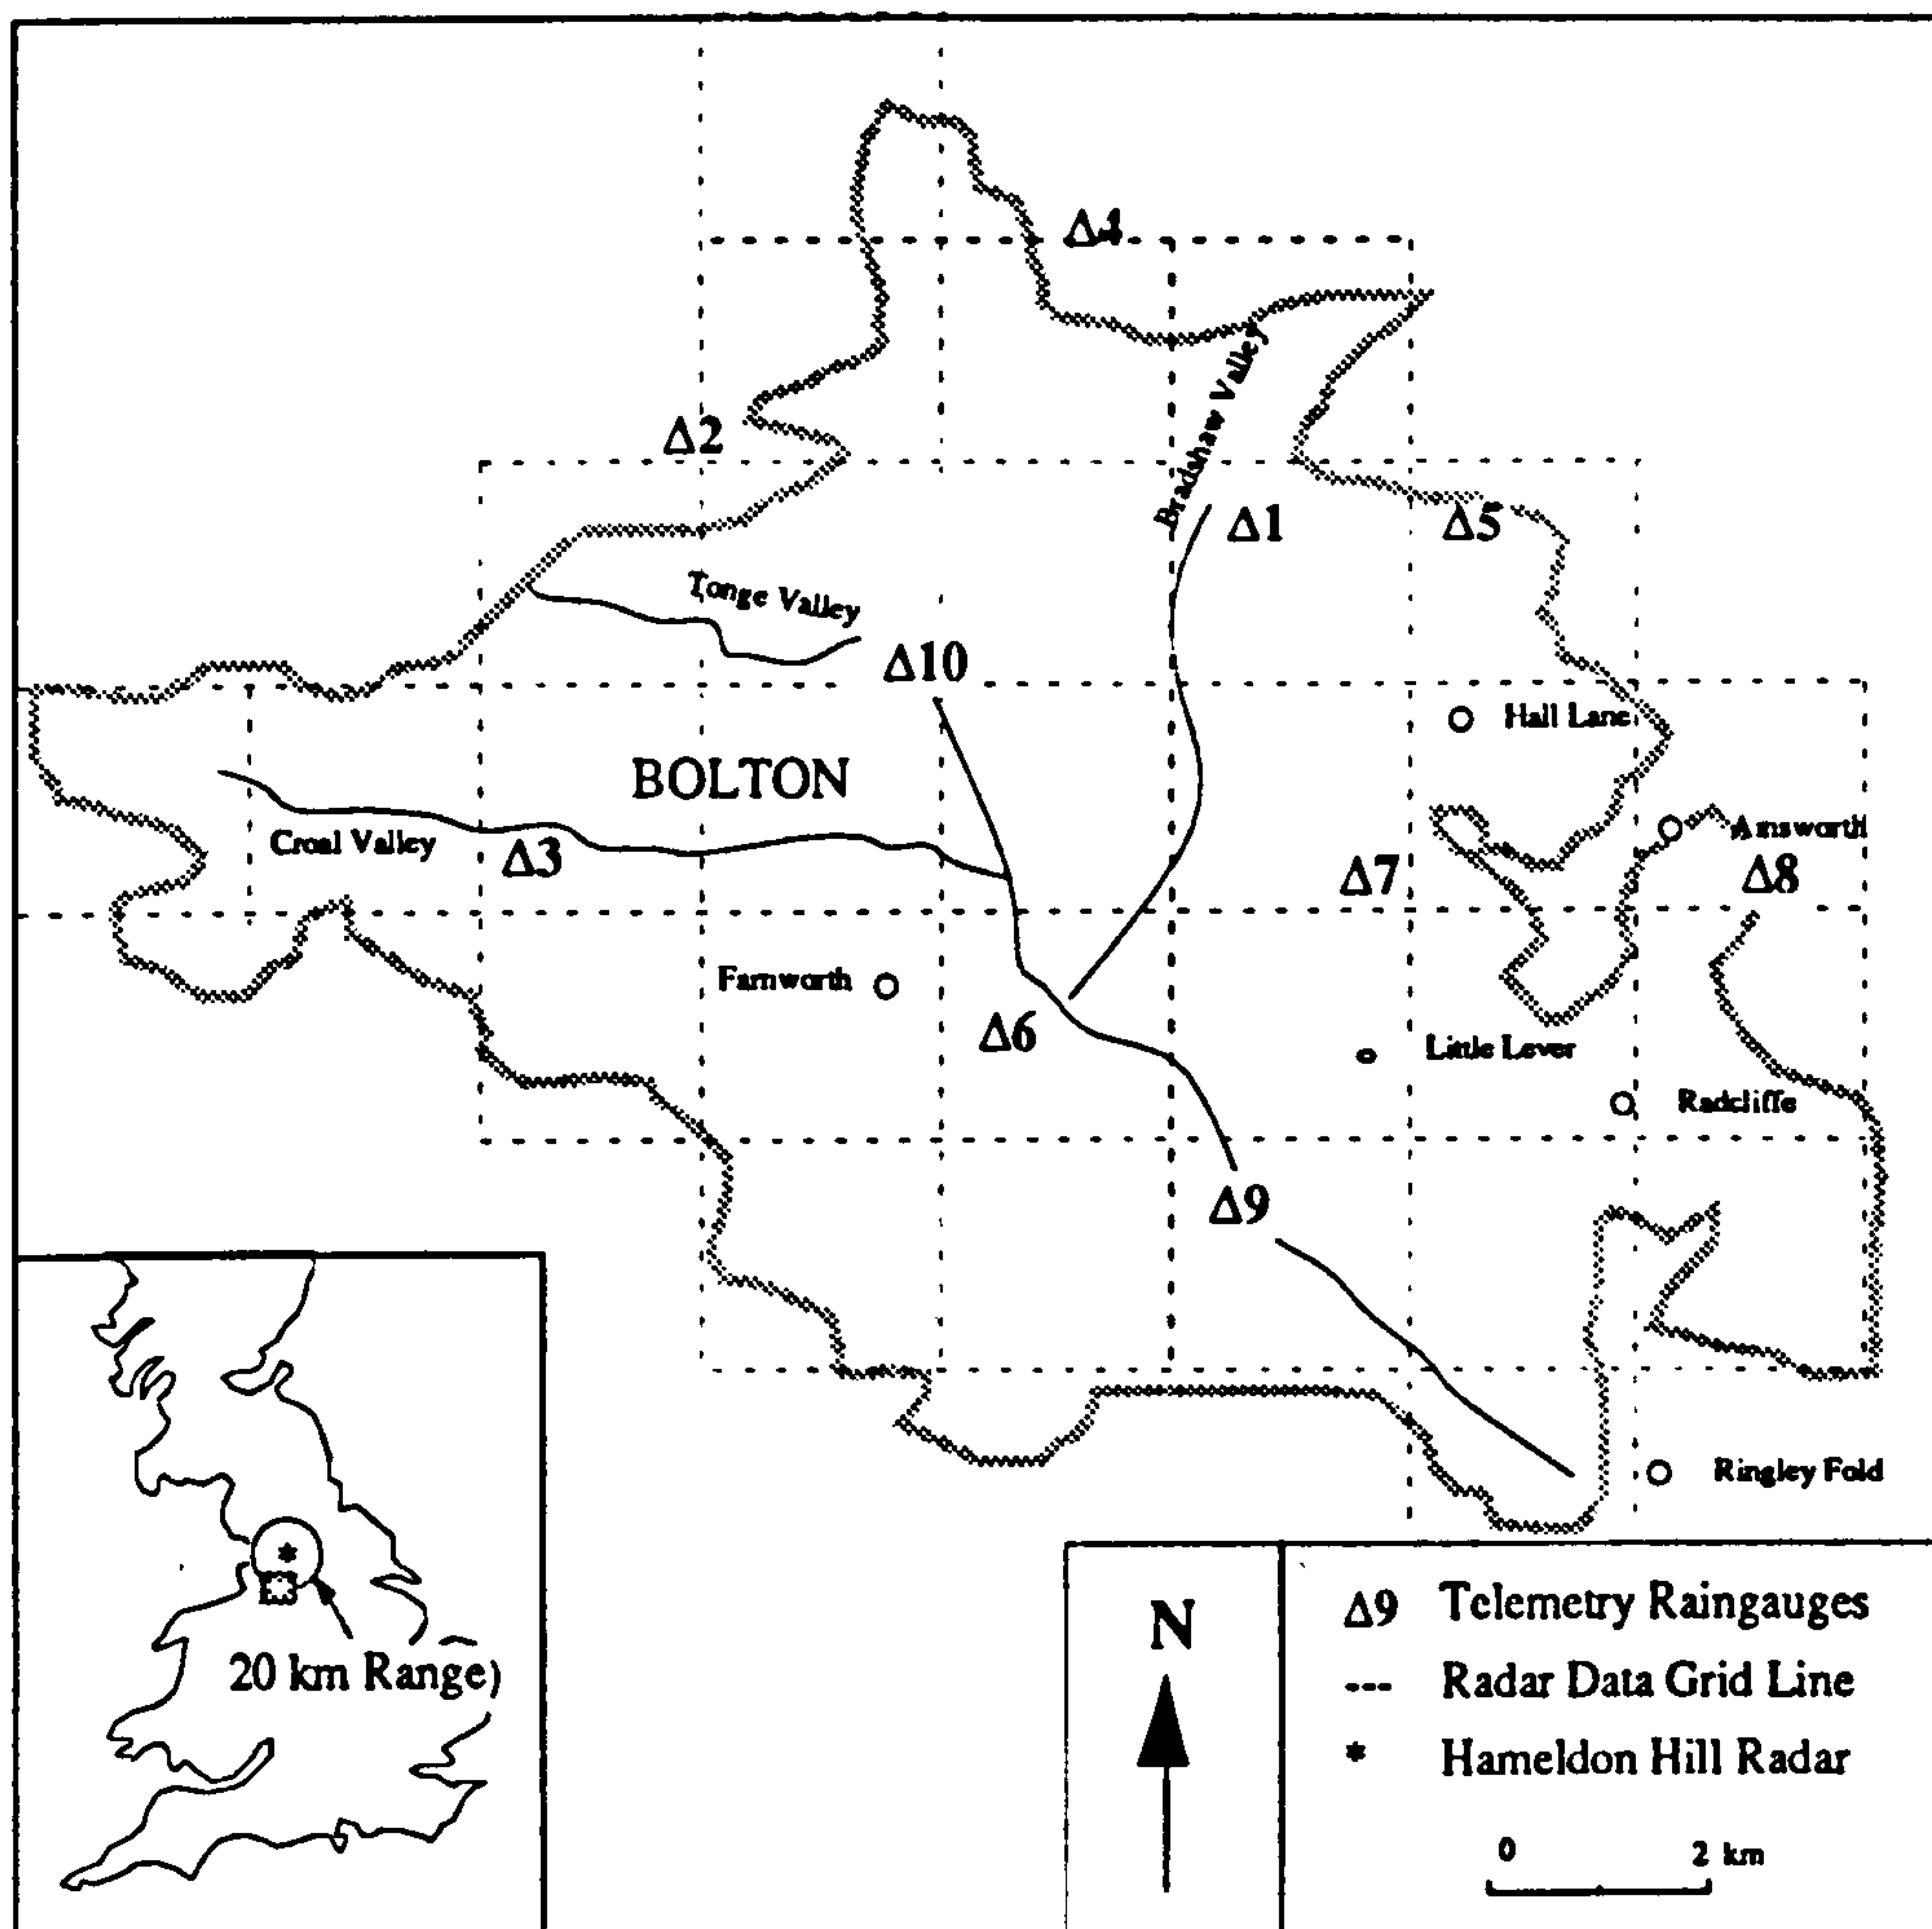 Δ4
Bradshaw Valley
Δ2
Δ1
Δ5
Tonge Valley
Δ10
Hall Lane
BOLTON
Croal Valley
Δ3
Δ7
Ainsworth
Δ8
Farnworth
Δ6
Little Lever
Radcliffe
Δ9
Ringley Fold
20 km Range)
N
Δ9 Telemetry Raingauges
--- Radar Data Grid Line
* Hameldon Hill Radar
0 2 km